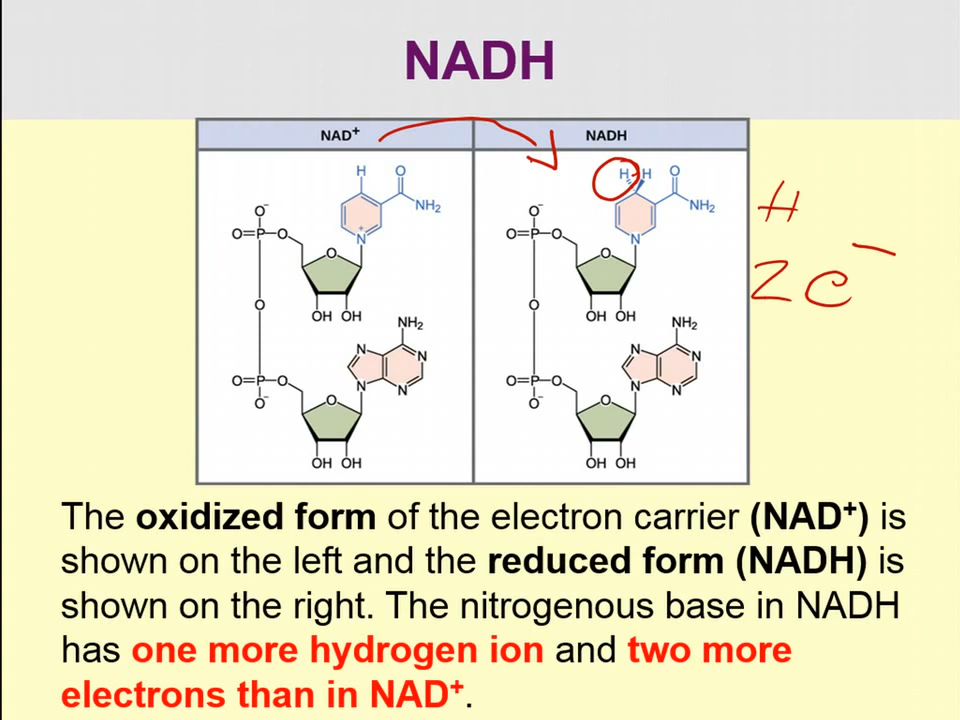 NADH
NAD⁺ NADH
H O
NH₂
N⁺
O⁻
O=P–O
O
OH OH
O
NH₂
N N
N N
O=P–O
O⁻
O
OH OH
H H O
NH₂
N
O⁻
O=P–O
O
OH OH
O
NH₂
N N
N N
O=P–O
O⁻
O
OH OH
H
2e⁻
The oxidized form of the electron carrier (NAD⁺) is
shown on the left and the reduced form (NADH) is
shown on the right. The nitrogenous base in NADH
has one more hydrogen ion and two more
electrons than in NAD⁺.